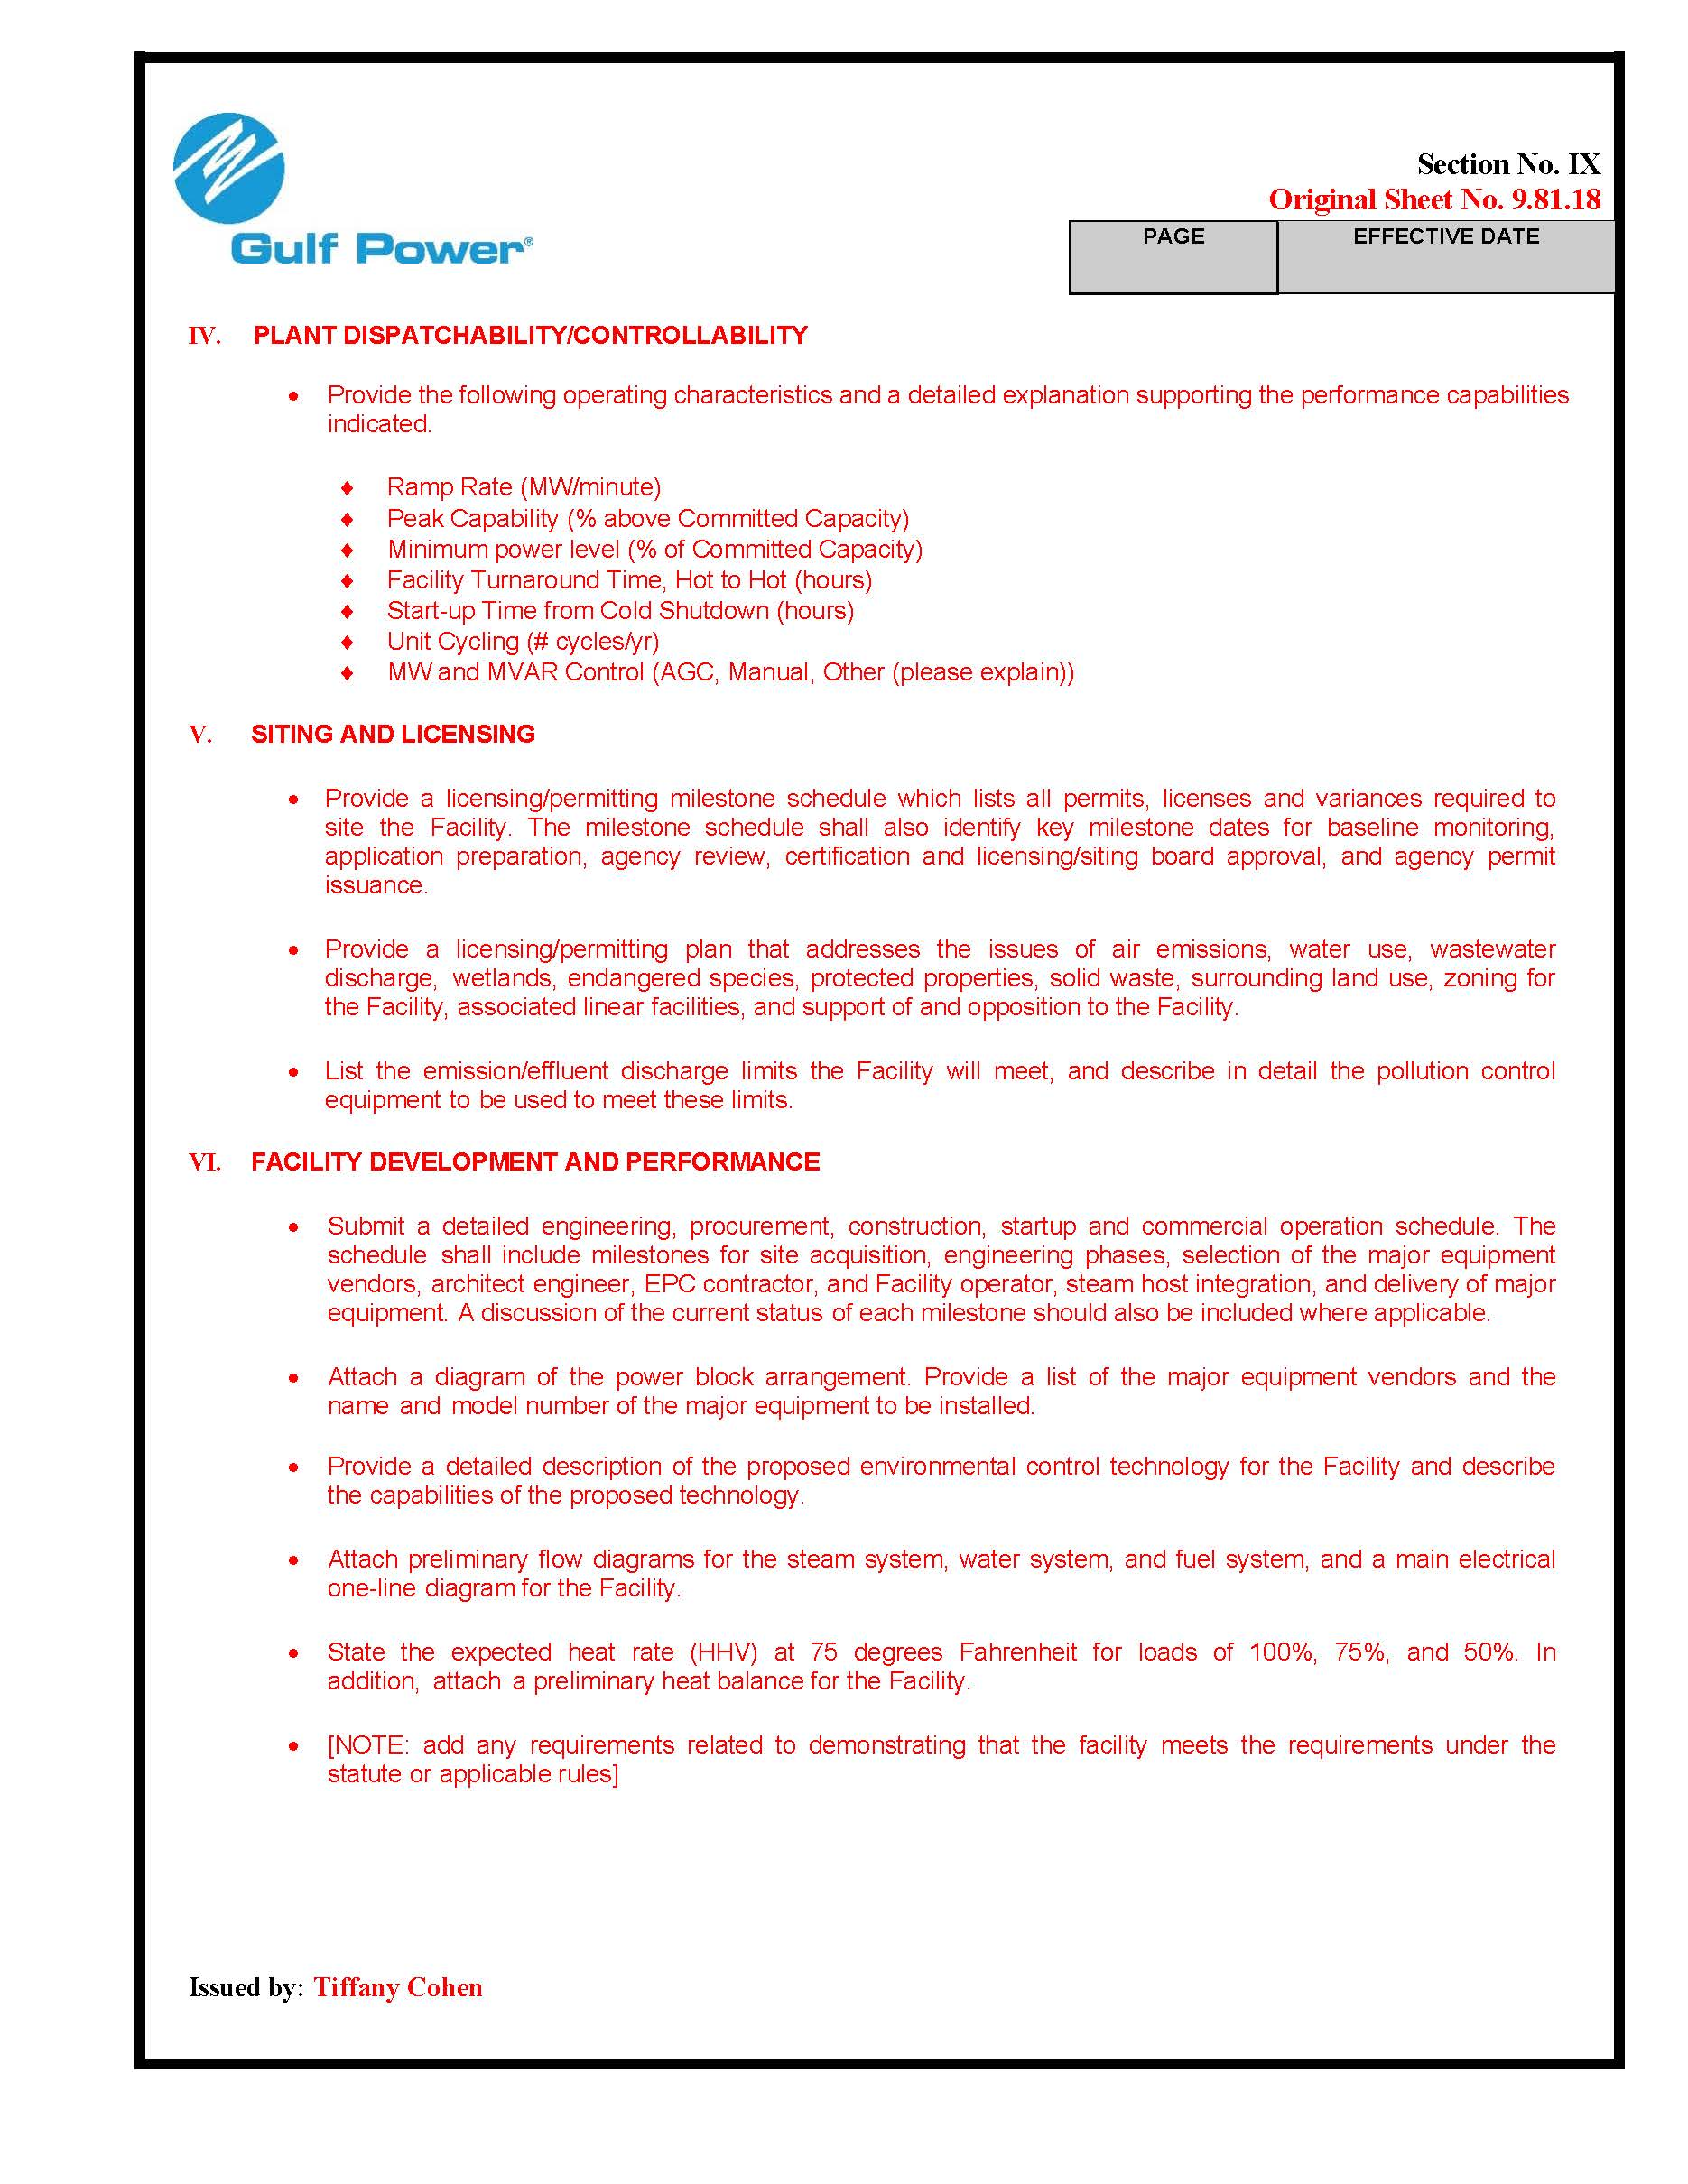 Section No. IX
Original Sheet No. 9.81.18
Gulf Power®
PAGE
EFFECTIVE DATE
IV. PLANT DISPATCHABILITY/CONTROLLABILITY
• Provide the following operating characteristics and a detailed explanation supporting the performance capabilities
indicated.
♦ Ramp Rate (MW/minute)
♦ Peak Capability (% above Committed Capacity)
♦ Minimum power level (% of Committed Capacity)
♦ Facility Turnaround Time, Hot to Hot (hours)
♦ Start-up Time from Cold Shutdown (hours)
♦ Unit Cycling (# cycles/yr)
♦ MW and MVAR Control (AGC, Manual, Other (please explain))
V. SITING AND LICENSING
• Provide a licensing/permitting milestone schedule which lists all permits, licenses and variances required to
site the Facility. The milestone schedule shall also identify key milestone dates for baseline monitoring,
application preparation, agency review, certification and licensing/siting board approval, and agency permit
issuance.
• Provide a licensing/permitting plan that addresses the issues of air emissions, water use, wastewater
discharge, wetlands, endangered species, protected properties, solid waste, surrounding land use, zoning for
the Facility, associated linear facilities, and support of and opposition to the Facility.
• List the emission/effluent discharge limits the Facility will meet, and describe in detail the pollution control
equipment to be used to meet these limits.
VI. FACILITY DEVELOPMENT AND PERFORMANCE
• Submit a detailed engineering, procurement, construction, startup and commercial operation schedule. The
schedule shall include milestones for site acquisition, engineering phases, selection of the major equipment
vendors, architect engineer, EPC contractor, and Facility operator, steam host integration, and delivery of major
equipment. A discussion of the current status of each milestone should also be included where applicable.
• Attach a diagram of the power block arrangement. Provide a list of the major equipment vendors and the
name and model number of the major equipment to be installed.
• Provide a detailed description of the proposed environmental control technology for the Facility and describe
the capabilities of the proposed technology.
• Attach preliminary flow diagrams for the steam system, water system, and fuel system, and a main electrical
one-line diagram for the Facility.
• State the expected heat rate (HHV) at 75 degrees Fahrenheit for loads of 100%, 75%, and 50%. In
addition, attach a preliminary heat balance for the Facility.
• [NOTE: add any requirements related to demonstrating that the facility meets the requirements under the
statute or applicable rules]
Issued by: Tiffany Cohen